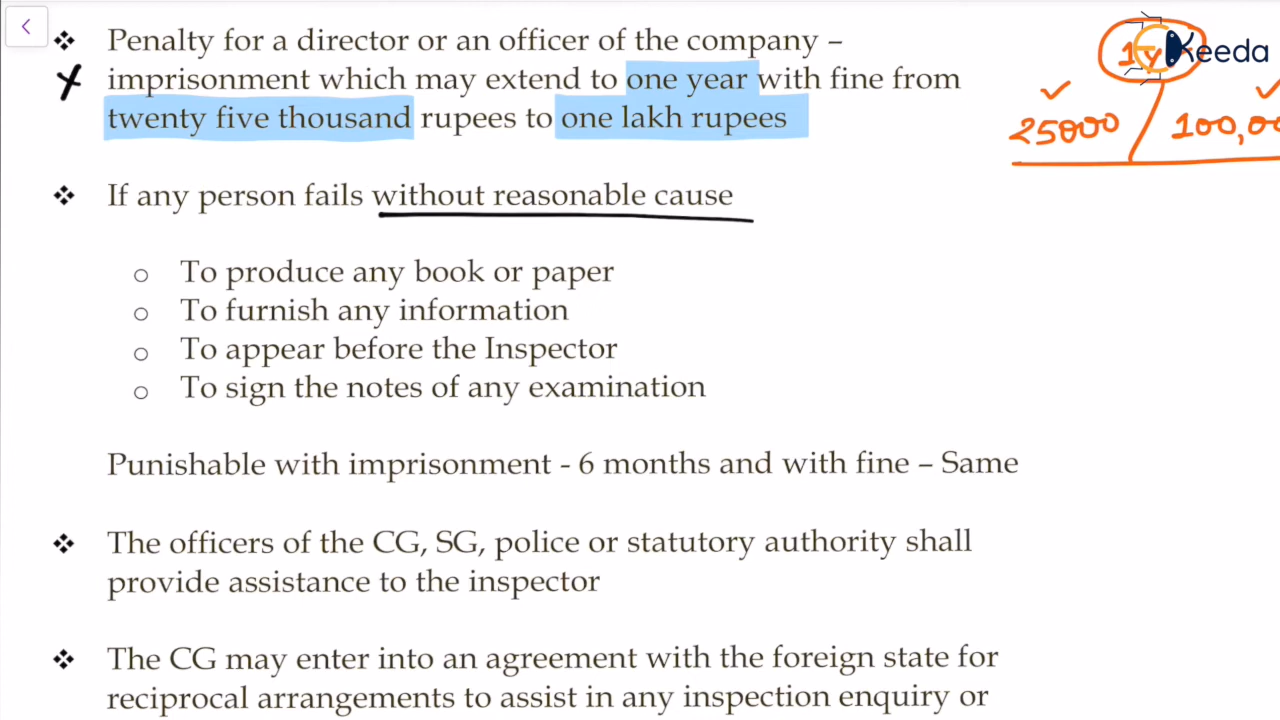 ❖ Penalty for a director or an officer of the company –
imprisonment which may extend to one year with fine from
twenty five thousand rupees to one lakh rupees
1y
Keeda
25000 / 100,00
❖ If any person fails without reasonable cause
o To produce any book or paper
o To furnish any information
o To appear before the Inspector
o To sign the notes of any examination
Punishable with imprisonment - 6 months and with fine – Same
❖ The officers of the CG, SG, police or statutory authority shall
provide assistance to the inspector
❖ The CG may enter into an agreement with the foreign state for
reciprocal arrangements to assist in any inspection enquiry or